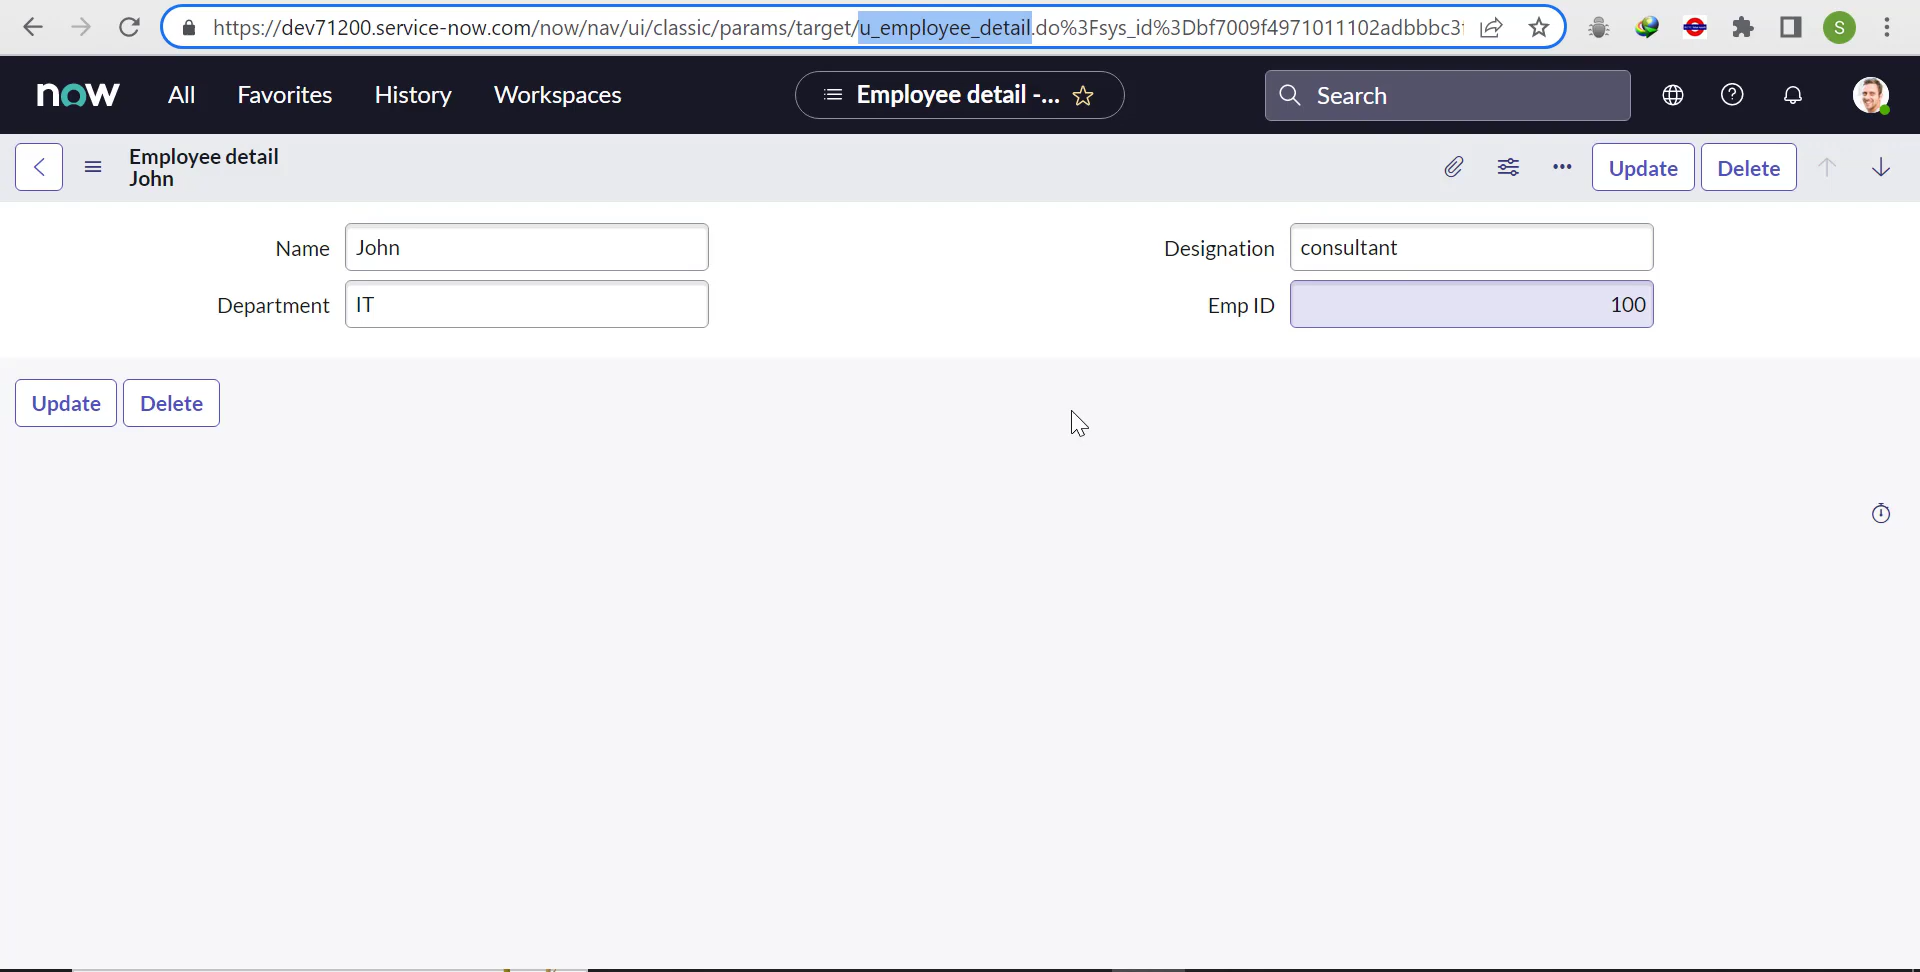 https://dev71200.service-now.com/now/nav/ui/classic/params/target/u_employee_detail.do%3Fsys_id%3Dbf7009f4971011102adbbbc3f
S
now All Favorites History Workspaces Employee detail -... Search
Employee detail
John
Update Delete
Name John Designation consultant
Department IT Emp ID 100
Update Delete